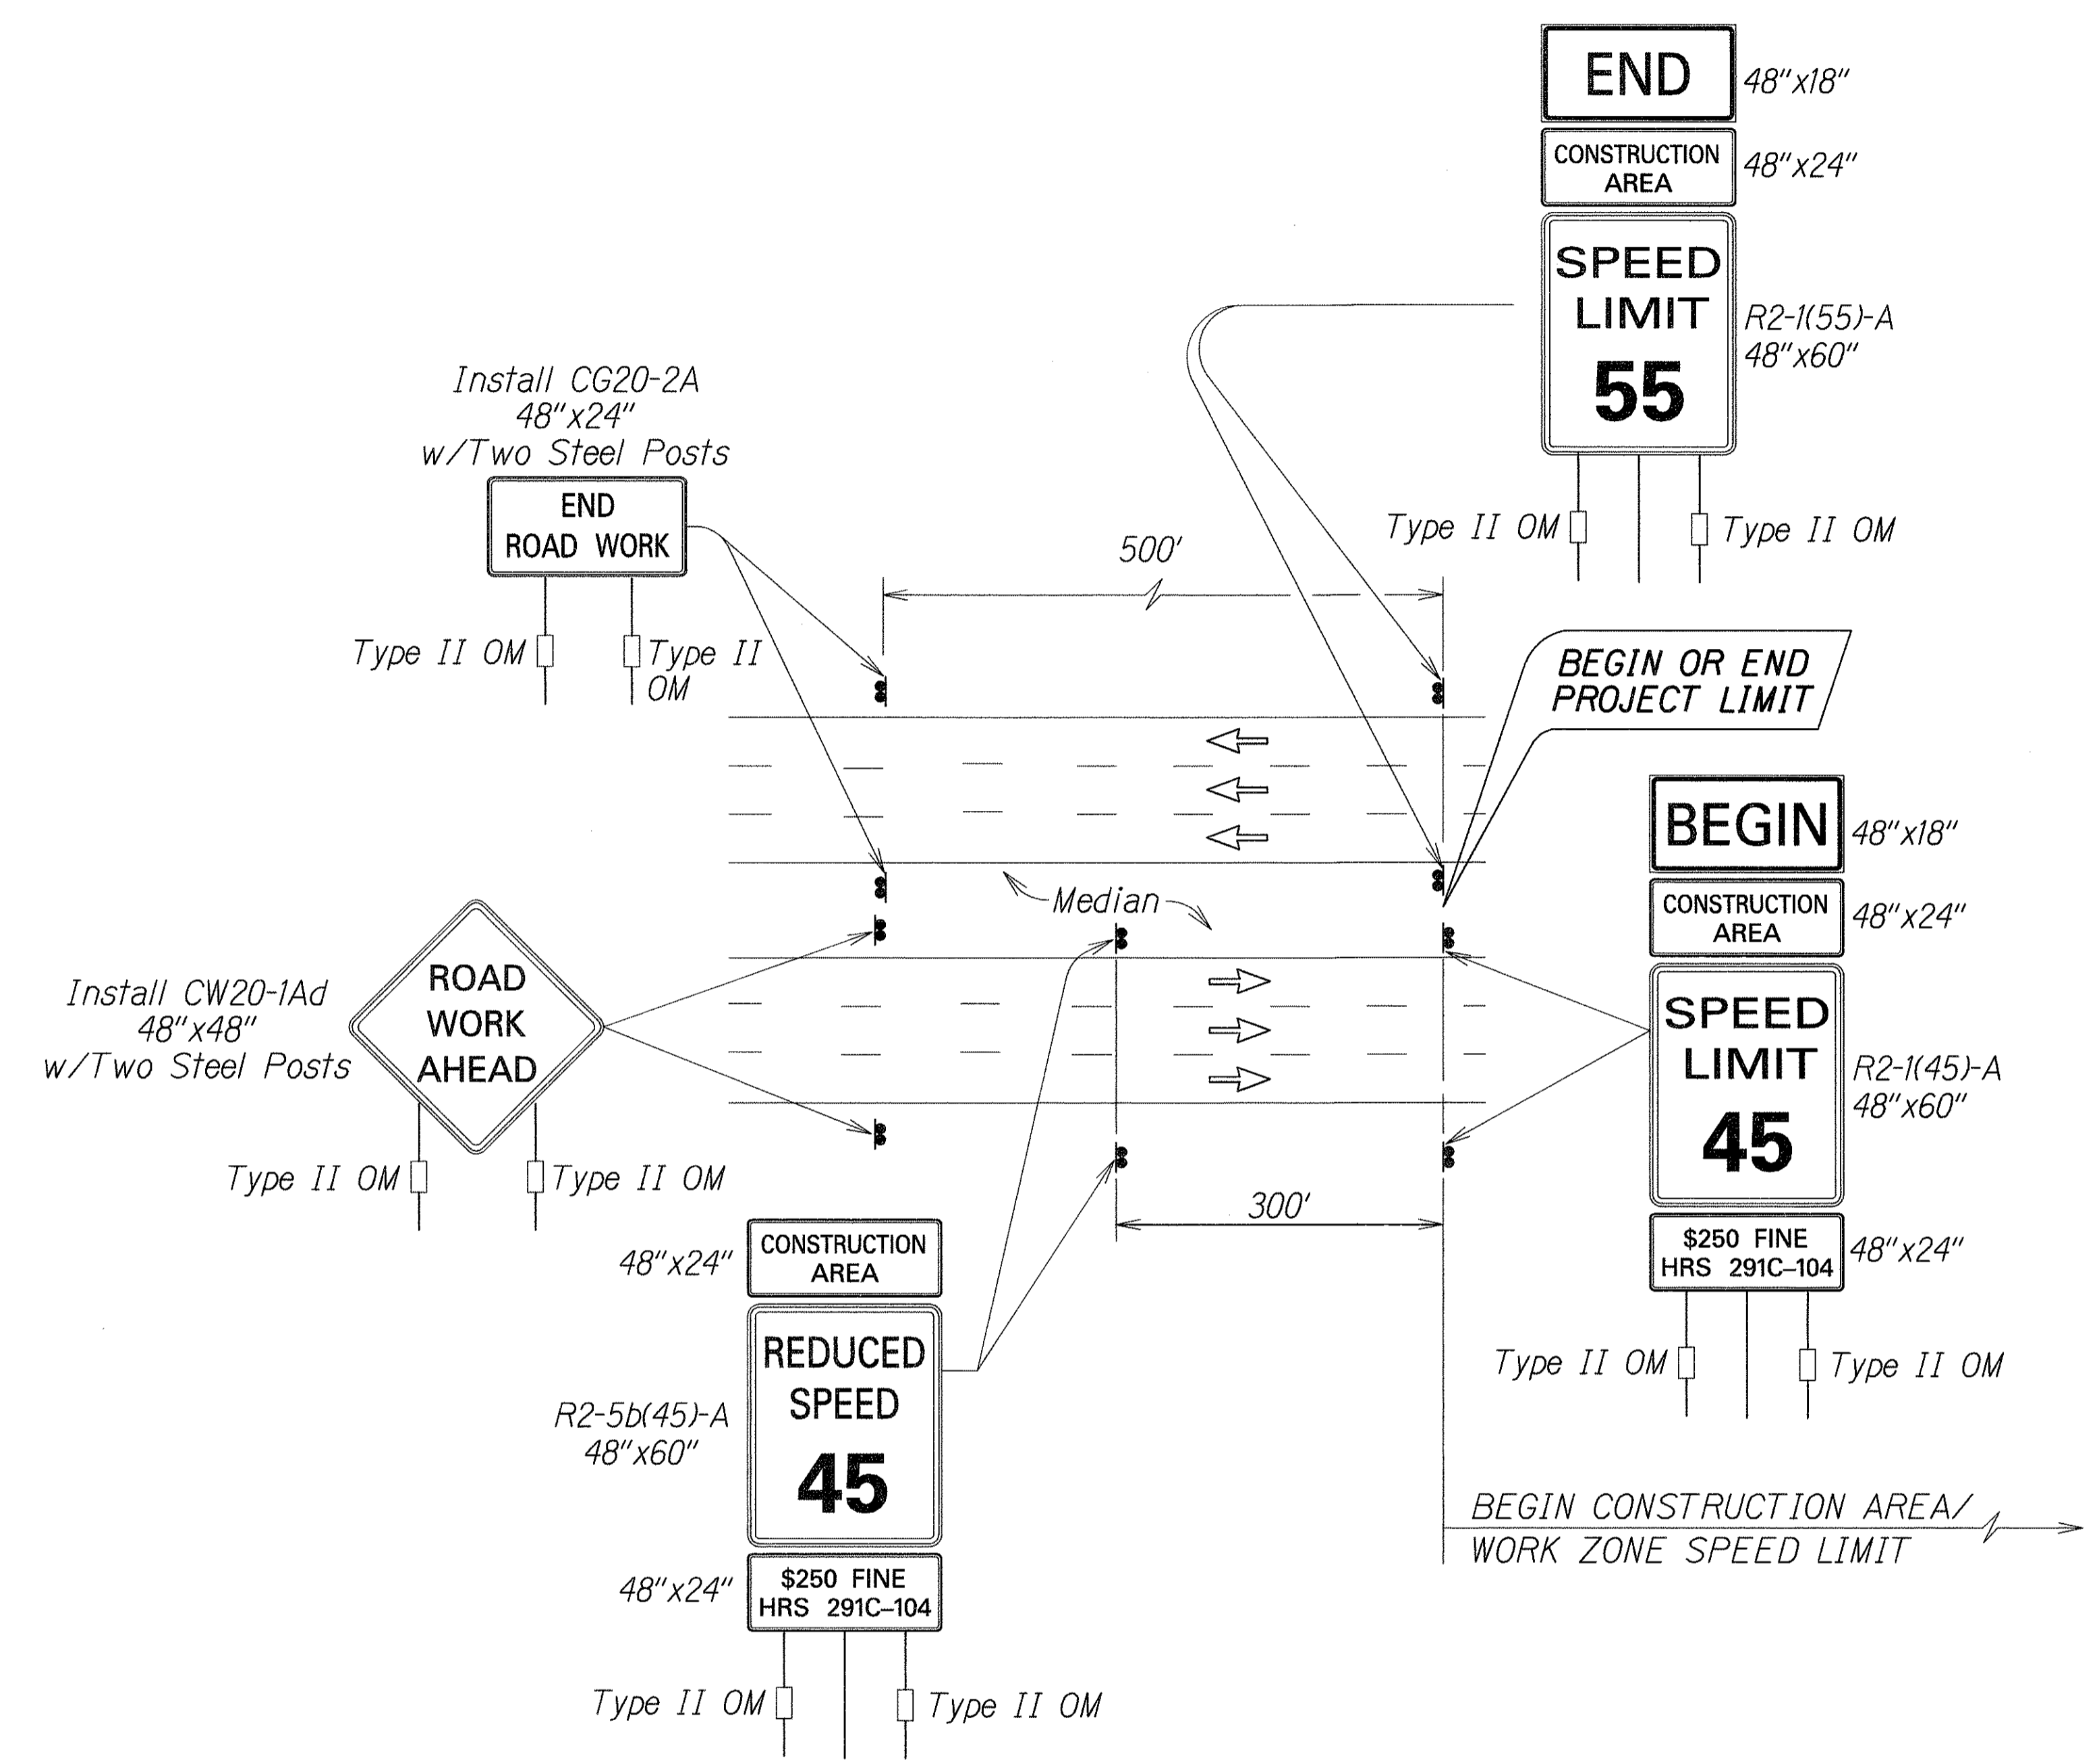 END
48"x18"
CONSTRUCTION
AREA
48"x24"
SPEED
LIMIT
55
R2-1(55)-A
48"x60"
Type II OM
Type II OM
Install CG20-2A
48"x24"
w/Two Steel Posts
END
ROAD WORK
Type II OM
Type II
OM
500'
BEGIN OR END
PROJECT LIMIT
Median
BEGIN
48"x18"
CONSTRUCTION
AREA
48"x24"
SPEED
LIMIT
45
R2-1(45)-A
48"x60"
$250 FINE
HRS 291C–104
48"x24"
Type II OM
Type II OM
Install CW20-1Ad
48"x48"
w/Two Steel Posts
ROAD
WORK
AHEAD
Type II OM
Type II OM
300'
48"x24"
CONSTRUCTION
AREA
REDUCED
SPEED
45
R2-5b(45)-A
48"x60"
48"x24"
$250 FINE
HRS 291C–104
Type II OM
Type II OM
BEGIN CONSTRUCTION AREA/
WORK ZONE SPEED LIMIT